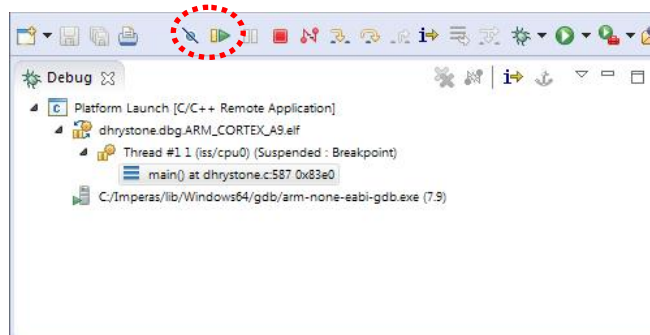 Debug
Platform Launch [C/C++ Remote Application]
dhrystone.dbg.ARM_CORTEX_A9.elf
Thread #1 1 (iss/cpu0) (Suspended : Breakpoint)
main() at dhrystone.c:587 0x83e0
C:/Imperas/lib/Windows64/gdb/arm-none-eabi-gdb.exe (7.9)